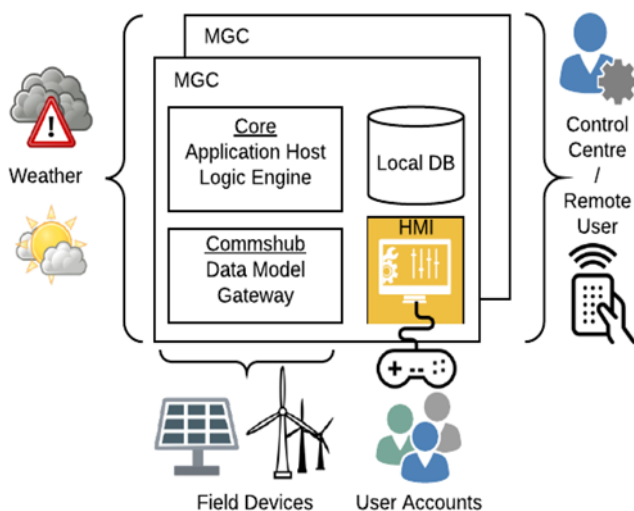 MGC
MGC
Core
Application Host
Logic Engine
Local DB
Commshub
Data Model
Gateway
HMI
Weather
Control
Centre
/
Remote
User
Field Devices
User Accounts